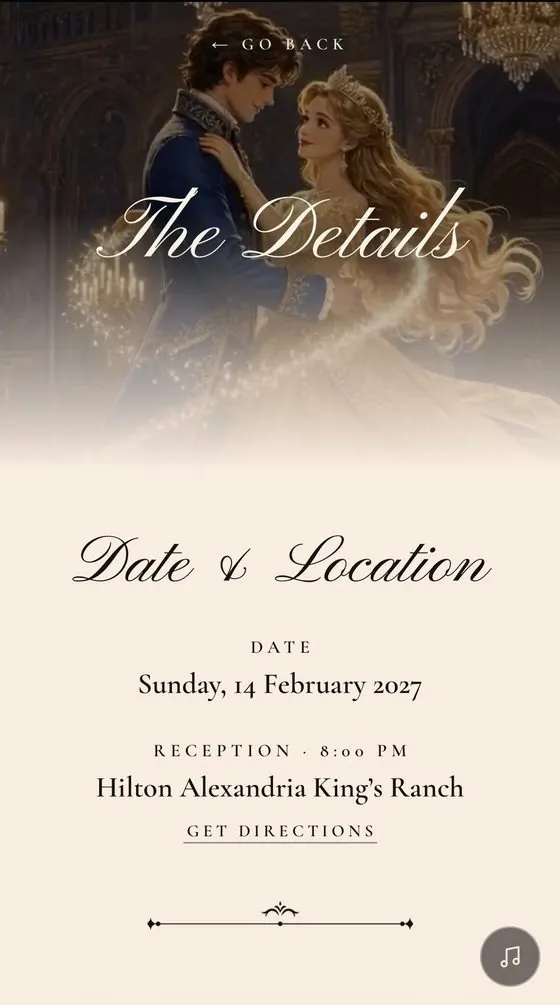 ← GO BACK
The Details
Date & Location
DATE
Sunday, 14 February 2027
RECEPTION · 8:00 PM
Hilton Alexandria King’s Ranch
GET DIRECTIONS